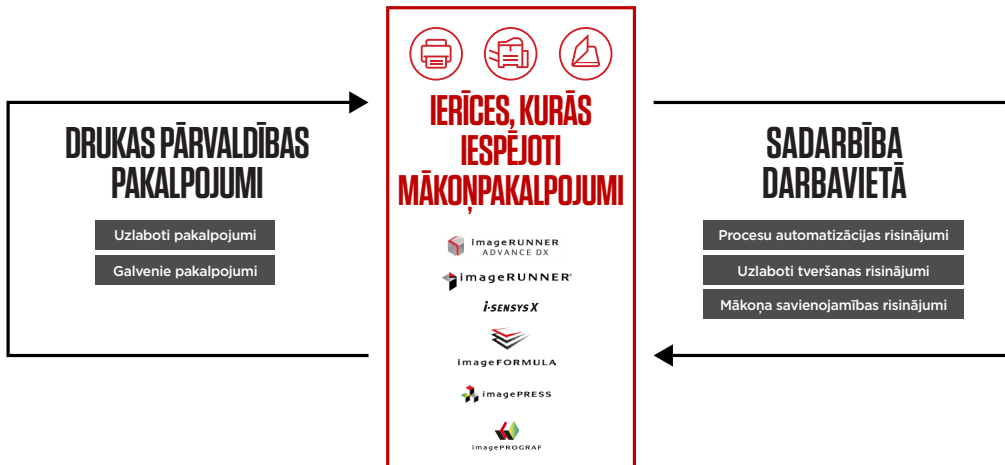 DRUKAS PĀRVALDĪBAS
PAKALPOJUMI
Uzlaboti pakalpojumi
Galvenie pakalpojumi
IERĪCES, KURĀS
IESPĒJOTI
MĀKOŅPAKALPOJUMI
imageRUNNER
ADVANCE DX
imageRUNNER®
i-SENSYS X
imageFORMULA
imagePRESS
imagePROGRAF
SADARBĪBA
DARBAVIETĀ
Procesu automatizācijas risinājumi
Uzlaboti tveršanas risinājumi
Mākoņa savienojamības risinājumi